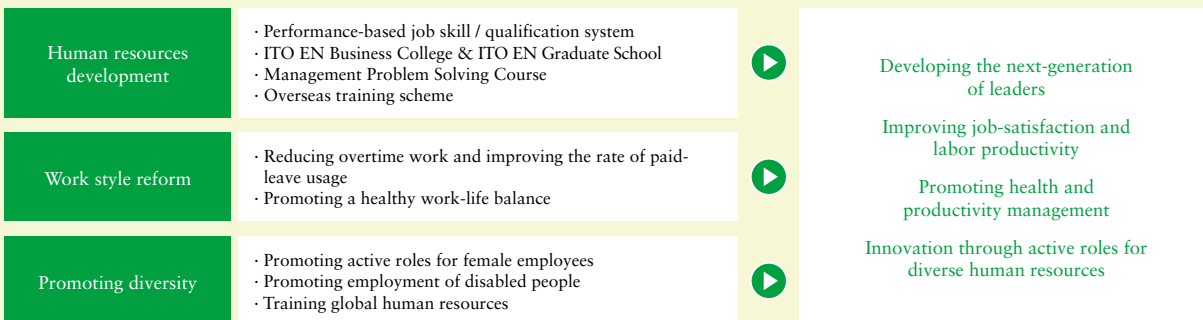 Human resources
development
· Performance-based job skill / qualification system
· ITO EN Business College & ITO EN Graduate School
· Management Problem Solving Course
· Overseas training scheme
Work style reform
· Reducing overtime work and improving the rate of paid-
leave usage
· Promoting a healthy work-life balance
Promoting diversity
· Promoting active roles for female employees
· Promoting employment of disabled people
· Training global human resources
Developing the next-generation
of leaders
Improving job-satisfaction and
labor productivity
Promoting health and
productivity management
Innovation through active roles for
diverse human resources